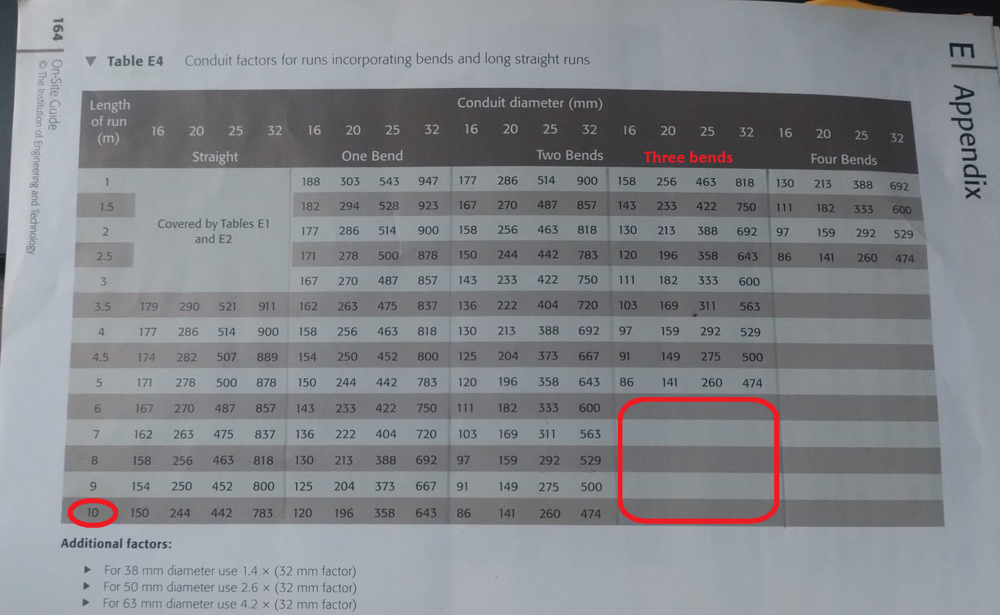 164
On-Site Guide
© The Institution of Engineering and Technology
E Appendix
▼ Table E4 Conduit factors for runs incorporating bends and long straight runs
Length of run (m) Conduit diameter (mm)
16 20 25 32 16 20 25 32 16 20 25 32 16 20 25 32 16 20 25 32
Straight One Bend Two Bends Three bends Four Bends
1 188 303 543 947 177 286 514 900 158 256 463 818 130 213 388 692
1.5 182 294 528 923 167 270 487 857 143 233 422 750 111 182 333 600
Covered by Tables E1
and E2
2 177 286 514 900 158 256 463 818 130 213 388 692 97 159 292 529
2.5 171 278 500 878 150 244 442 783 120 196 358 643 86 141 260 474
3 167 270 487 857 143 233 422 750 111 182 333 600
3.5 179 290 521 911 162 263 475 837 136 222 404 720 103 169 311 563
4 177 286 514 900 158 256 463 818 130 213 388 692 97 159 292 529
4.5 174 282 507 889 154 250 452 800 125 204 373 667 91 149 275 500
5 171 278 500 878 150 244 442 783 120 196 358 643 86 141 260 474
6 167 270 487 857 143 233 422 750 111 182 333 600
7 162 263 475 837 136 222 404 720 103 169 311 563
8 158 256 463 818 130 213 388 692 97 159 292 529
9 154 250 452 800 125 204 373 667 91 149 275 500
10 150 244 442 783 120 196 358 643 86 141 260 474
Additional factors:
► For 38 mm diameter use 1.4 × (32 mm factor)
► For 50 mm diameter use 2.6 × (32 mm factor)
► For 63 mm diameter use 4.2 × (32 mm factor)